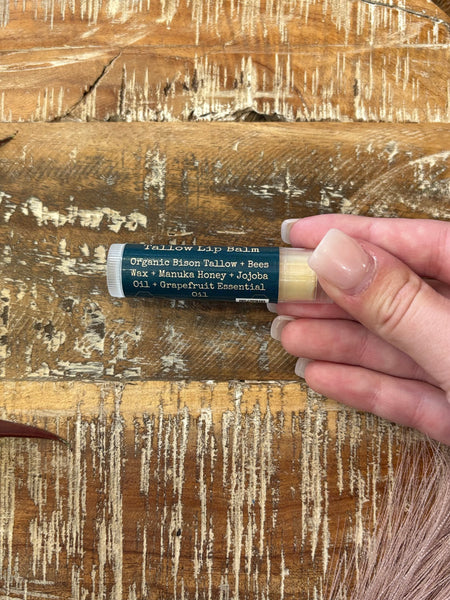 Tallow Lip Balm
Organic Bison Tallow + Bees
Wax + Manuka Honey + Jojoba
Oil + Grapefruit Essential
Oil